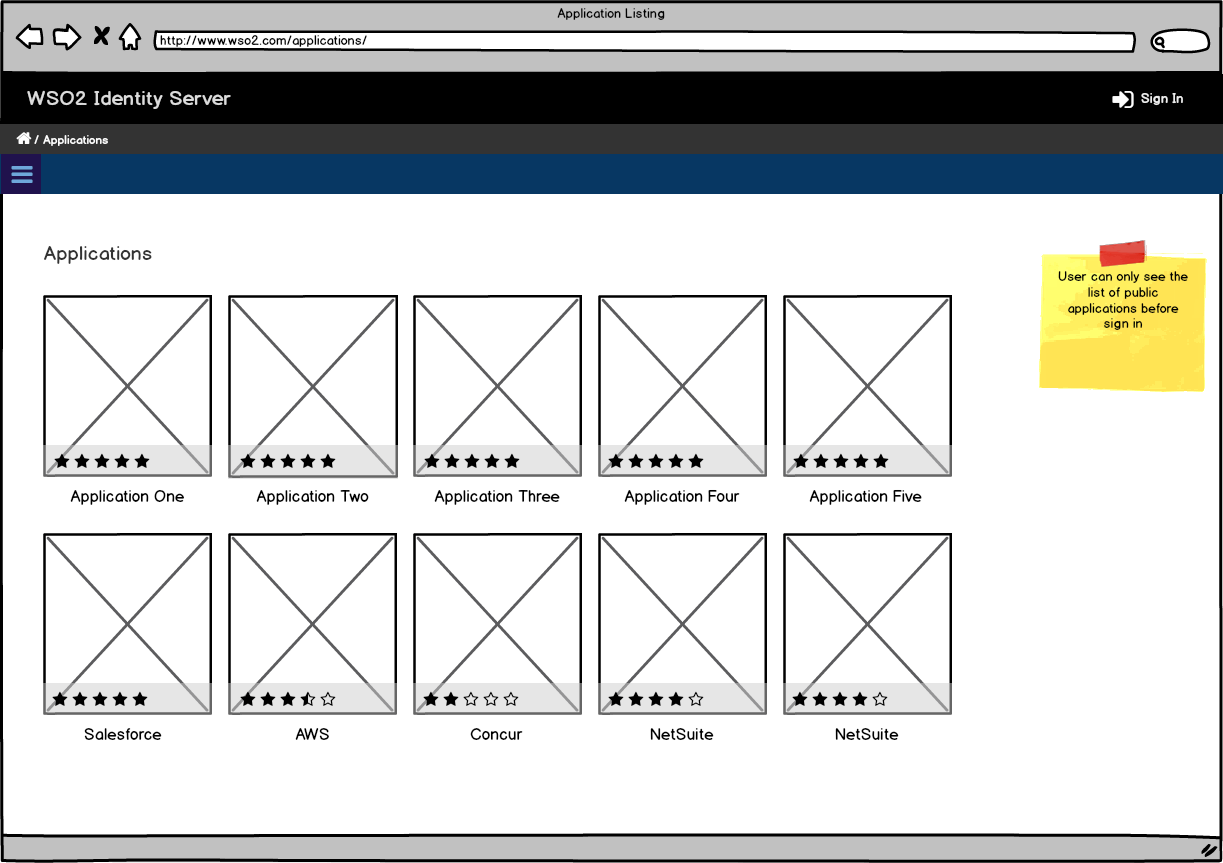 Application Listing
http://www.wso2.com/applications/
WSO2 Identity Server
Sign In
/ Applications
Applications
User can only see the
list of public
applications before
sign in
Application One
Application Two
Application Three
Application Four
Application Five
Salesforce
AWS
Concur
NetSuite
NetSuite